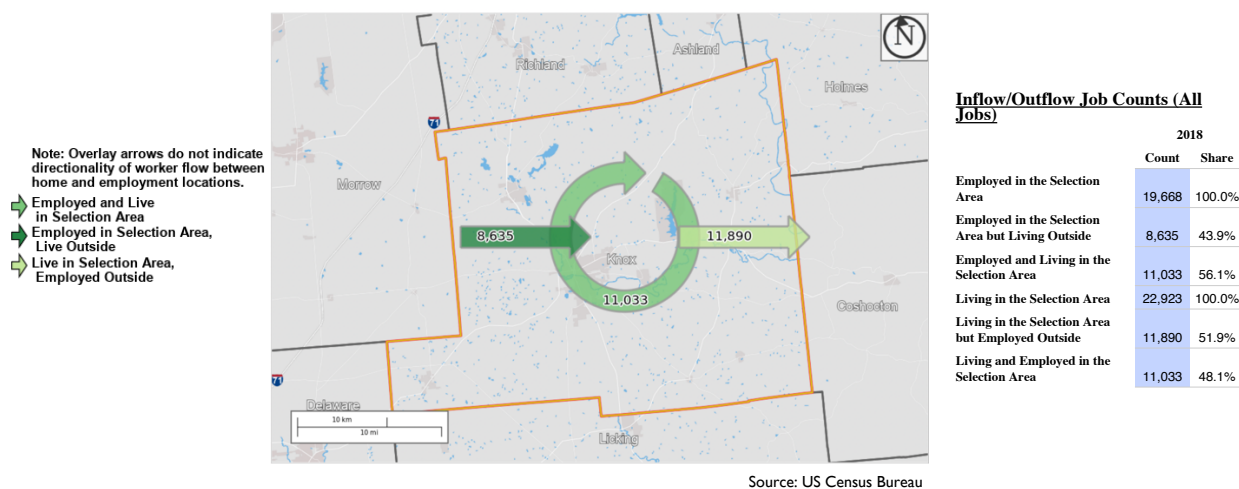 Note: Overlay arrows do not indicate
directionality of worker flow between
home and employment locations.
Employed and Live
in Selection Area
Employed in Selection Area,
Live Outside
Live in Selection Area,
Employed Outside
N
Ashland
Richland
Holmes
71
Morrow
8,635
11,890
Knox
11,033
Coshocton
71
Delaware
10 km
10 mi
Licking
Inflow/Outflow Job Counts (All
Jobs)
2018
Count Share
Employed in the Selection
Area 19,668 100.0%
Employed in the Selection
Area but Living Outside 8,635 43.9%
Employed and Living in the
Selection Area 11,033 56.1%
Living in the Selection Area 22,923 100.0%
Living in the Selection Area
but Employed Outside 11,890 51.9%
Living and Employed in the
Selection Area 11,033 48.1%
Source: US Census Bureau